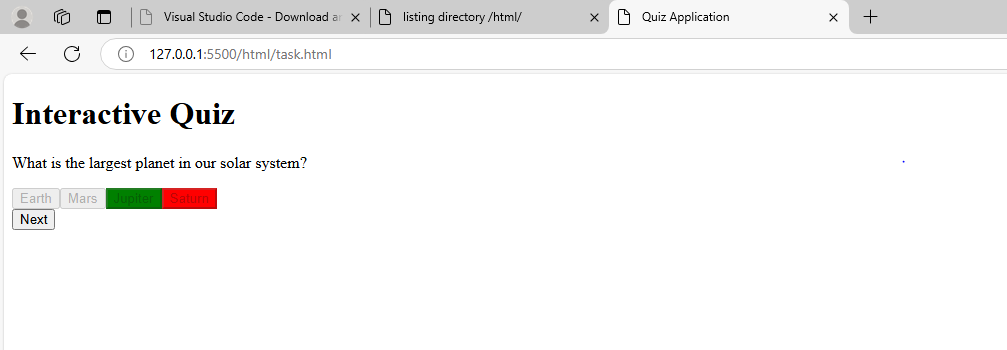 Visual Studio Code - Download a
listing directory /html/
Quiz Application
127.0.0.1:5500/html/task.html
Interactive Quiz
What is the largest planet in our solar system?
Earth Mars Jupiter Saturn
Next